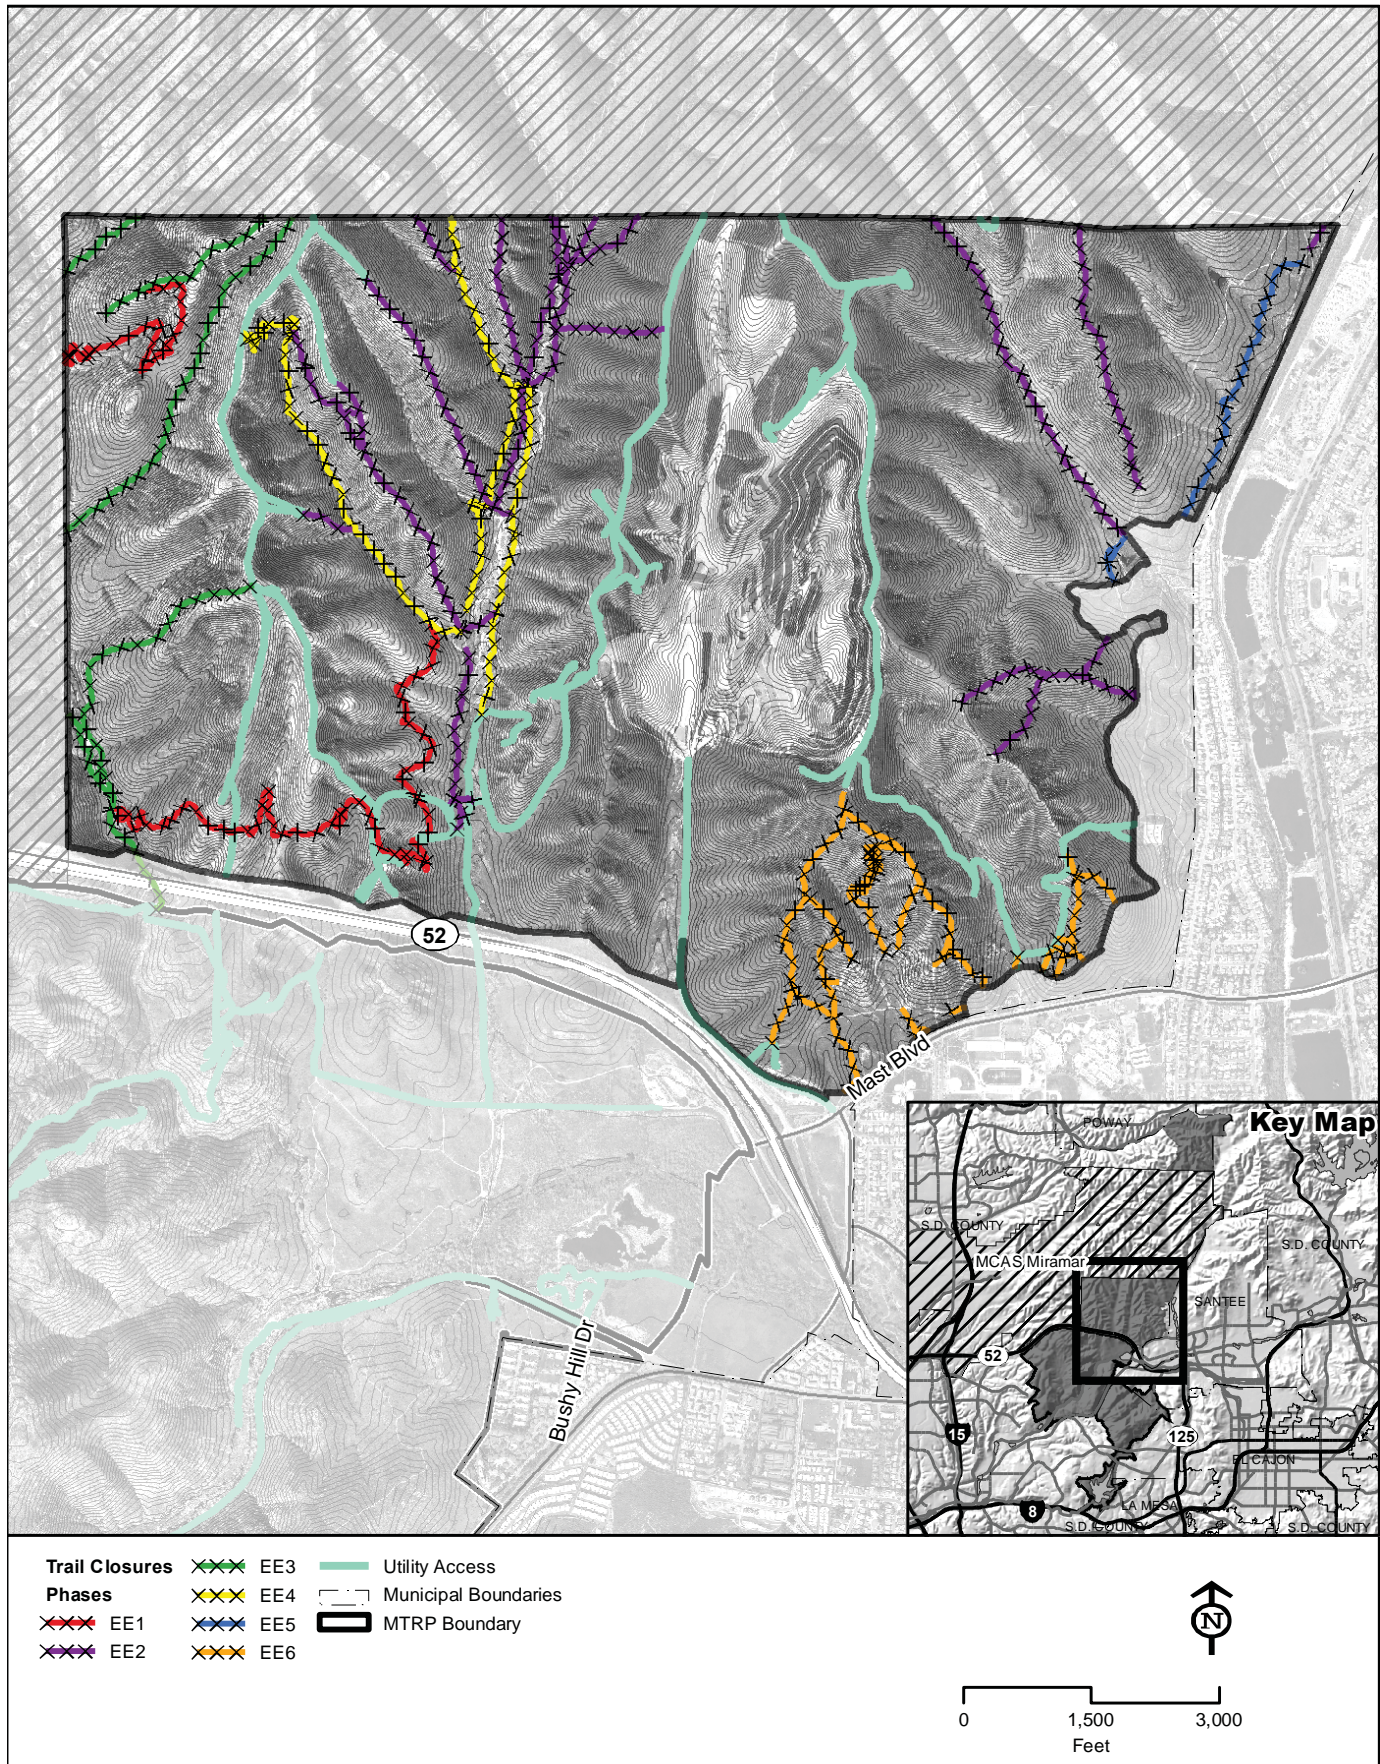 52
Mast Blvd
Bushy Hill Dr
Key Map
POWAY
S.D. COUNTY
S.D. COUNTY
MCAS Miramar
SANTEE
52
15
125
EL CAJON
LA MESA
8
S.D. COUNTY
S.D. COUNTY
Trail Closures
Phases
EE1
EE2
EE3
EE4
EE5
EE6
Utility Access
Municipal Boundaries
MTRP Boundary
N
0 1,500 3,000
Feet